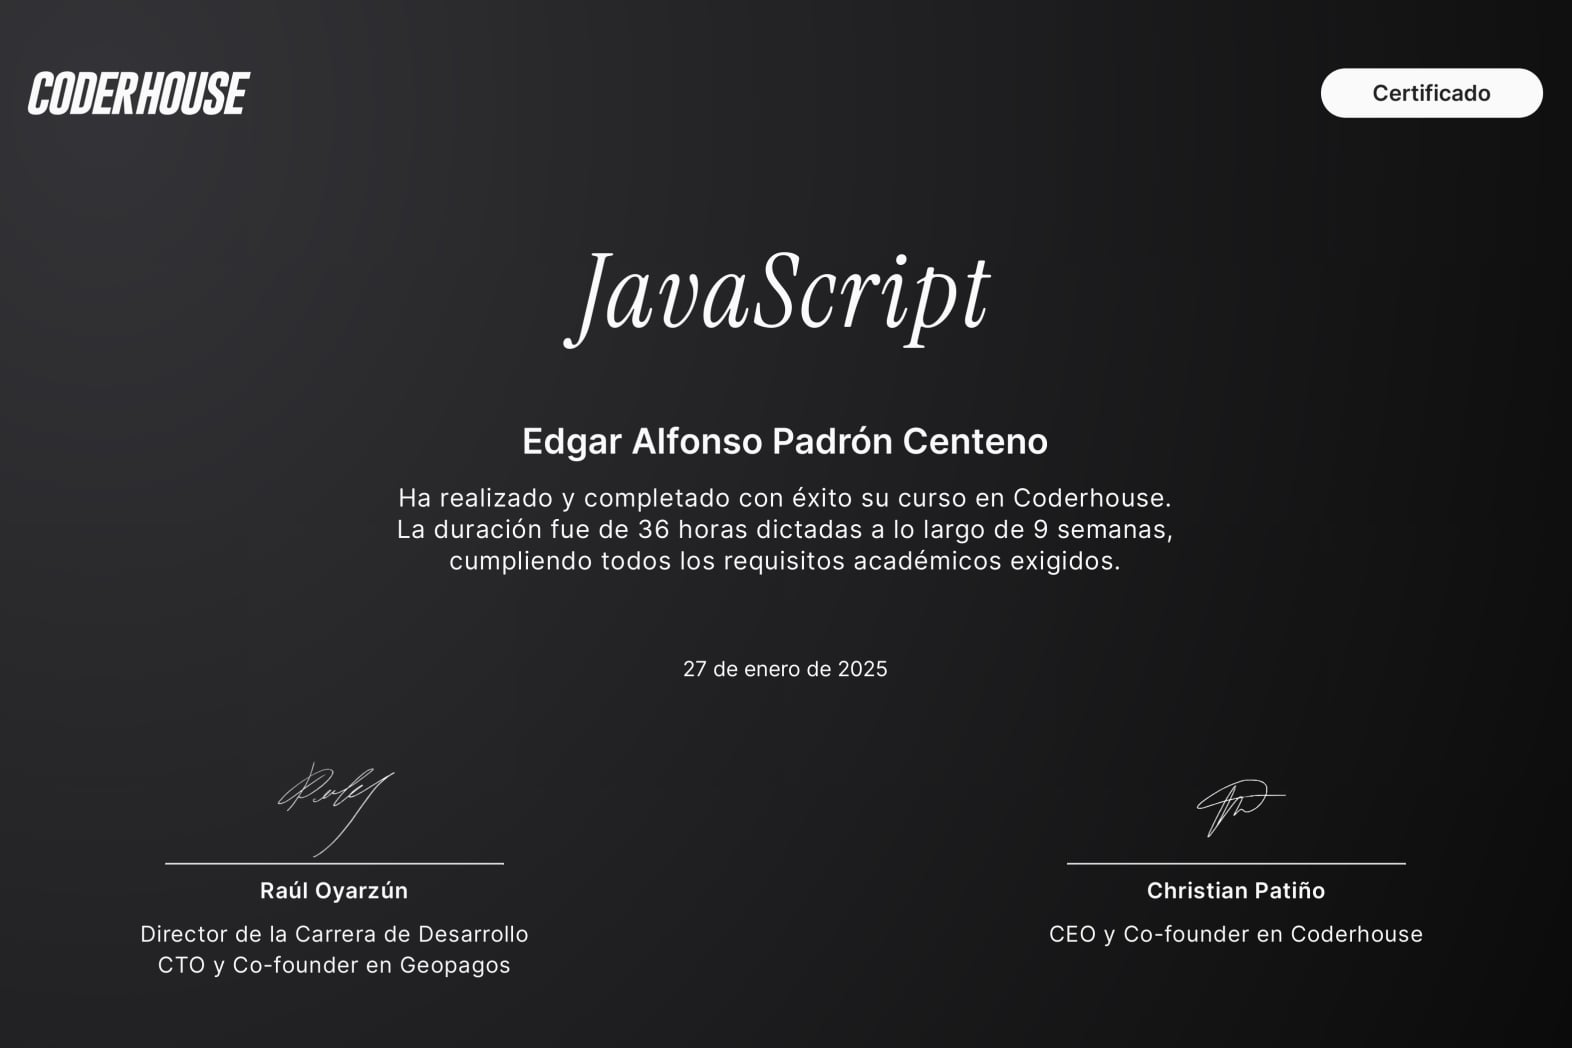 CODERHOUSE
Certificado
JavaScript
Edgar Alfonso Padrón Centeno
Ha realizado y completado con éxito su curso en Coderhouse.
La duración fue de 36 horas dictadas a lo largo de 9 semanas,
cumpliendo todos los requisitos académicos exigidos.
27 de enero de 2025
Raúl Oyarzún
Director de la Carrera de Desarrollo
CTO y Co-founder en Geopagos
Christian Patiño
CEO y Co-founder en Coderhouse